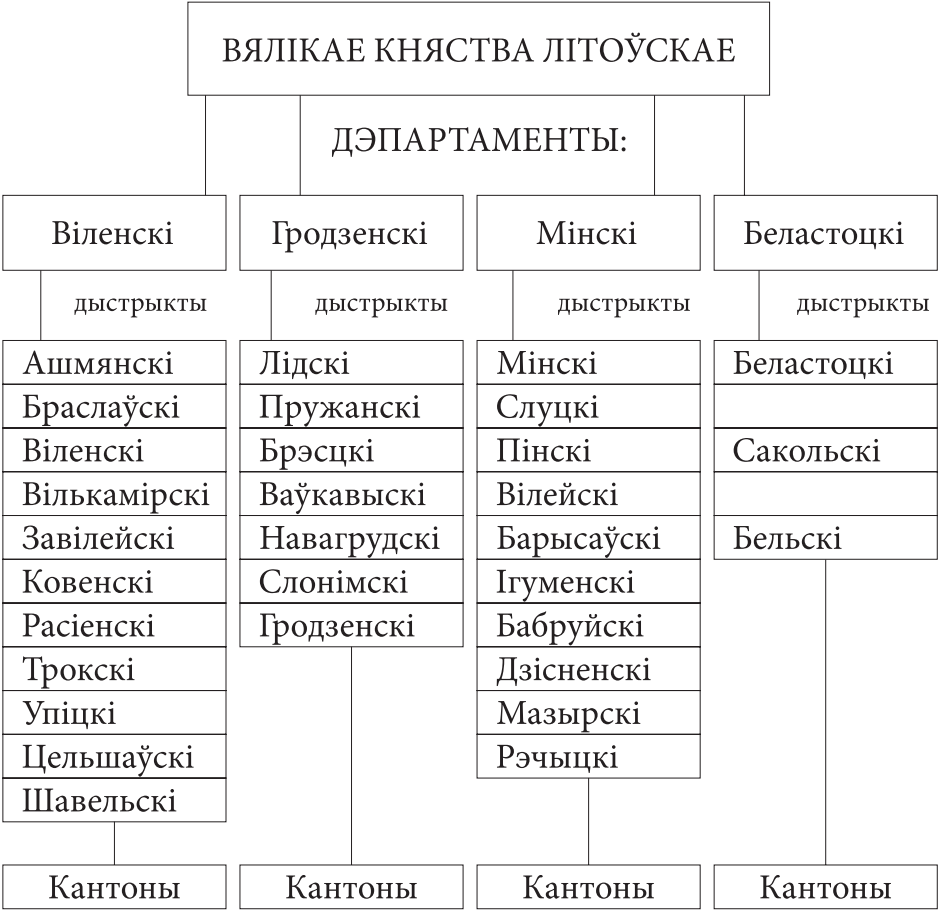 ВЯЛІКАЕ КНЯСТВА ЛІТОЎСКАЕ
ДЭПАРТАМЕНТЫ:
Віленскі
дыстрыкты
Ашмянскі
Браслаўскі
Віленскі
Вількамірскі
Завілейскі
Ковенскі
Расіенскі
Трокскі
Упіцкі
Цельшаўскі
Шавельскі
Кантоны
Гродзенскі
дыстрыкты
Лідскі
Пружанскі
Брэсцкі
Ваўкавыскі
Навагрудскі
Слонімскі
Гродзенскі
Кантоны
Мінскі
дыстрыкты
Мінскі
Слуцкі
Пінскі
Вілейскі
Барысаўскі
Ігуменскі
Бабруйскі
Дзісненскі
Мазырскі
Рэчыцкі
Кантоны
Беластоцкі
дыстрыкты
Беластоцкі
Сакольскі
Бельскі
Кантоны